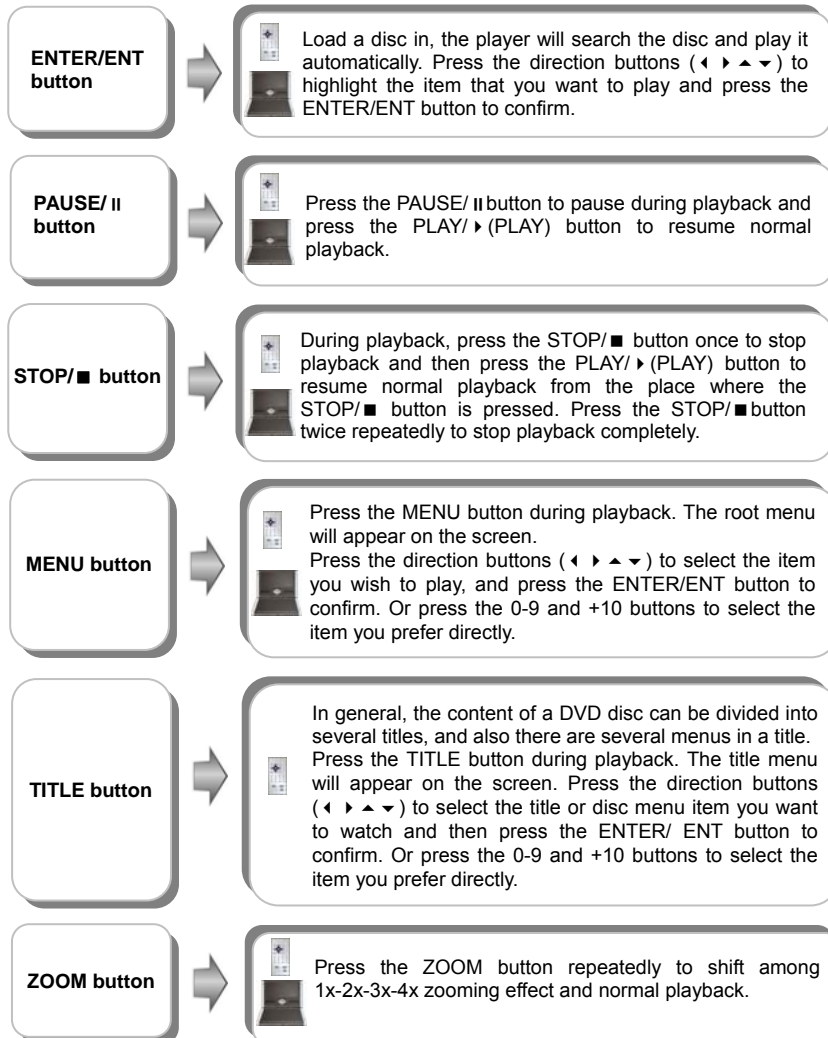 ENTER/ENT
button
Load a disc in, the player will search the disc and play it
automatically. Press the direction buttons (◂ ▸ ▴ ▾) to
highlight the item that you want to play and press the
ENTER/ENT button to confirm.
PAUSE/ II
button
Press the PAUSE/ II button to pause during playback and
press the PLAY/ ▸ (PLAY) button to resume normal
playback.
STOP/ ■ button
During playback, press the STOP/ ■ button once to stop
playback and then press the PLAY/ ▸ (PLAY) button to
resume normal playback from the place where the
STOP/ ■ button is pressed. Press the STOP/ ■ button
twice repeatedly to stop playback completely.
MENU button
Press the MENU button during playback. The root menu
will appear on the screen.
Press the direction buttons (◂ ▸ ▴ ▾) to select the item
you wish to play, and press the ENTER/ENT button to
confirm. Or press the 0-9 and +10 buttons to select the
item you prefer directly.
TITLE button
In general, the content of a DVD disc can be divided into
several titles, and also there are several menus in a title.
Press the TITLE button during playback. The title menu
will appear on the screen. Press the direction buttons
(◂ ▸ ▴ ▾) to select the title or disc menu item you want
to watch and then press the ENTER/ ENT button to
confirm. Or press the 0-9 and +10 buttons to select the
item you prefer directly.
ZOOM button
Press the ZOOM button repeatedly to shift among
1x-2x-3x-4x zooming effect and normal playback.